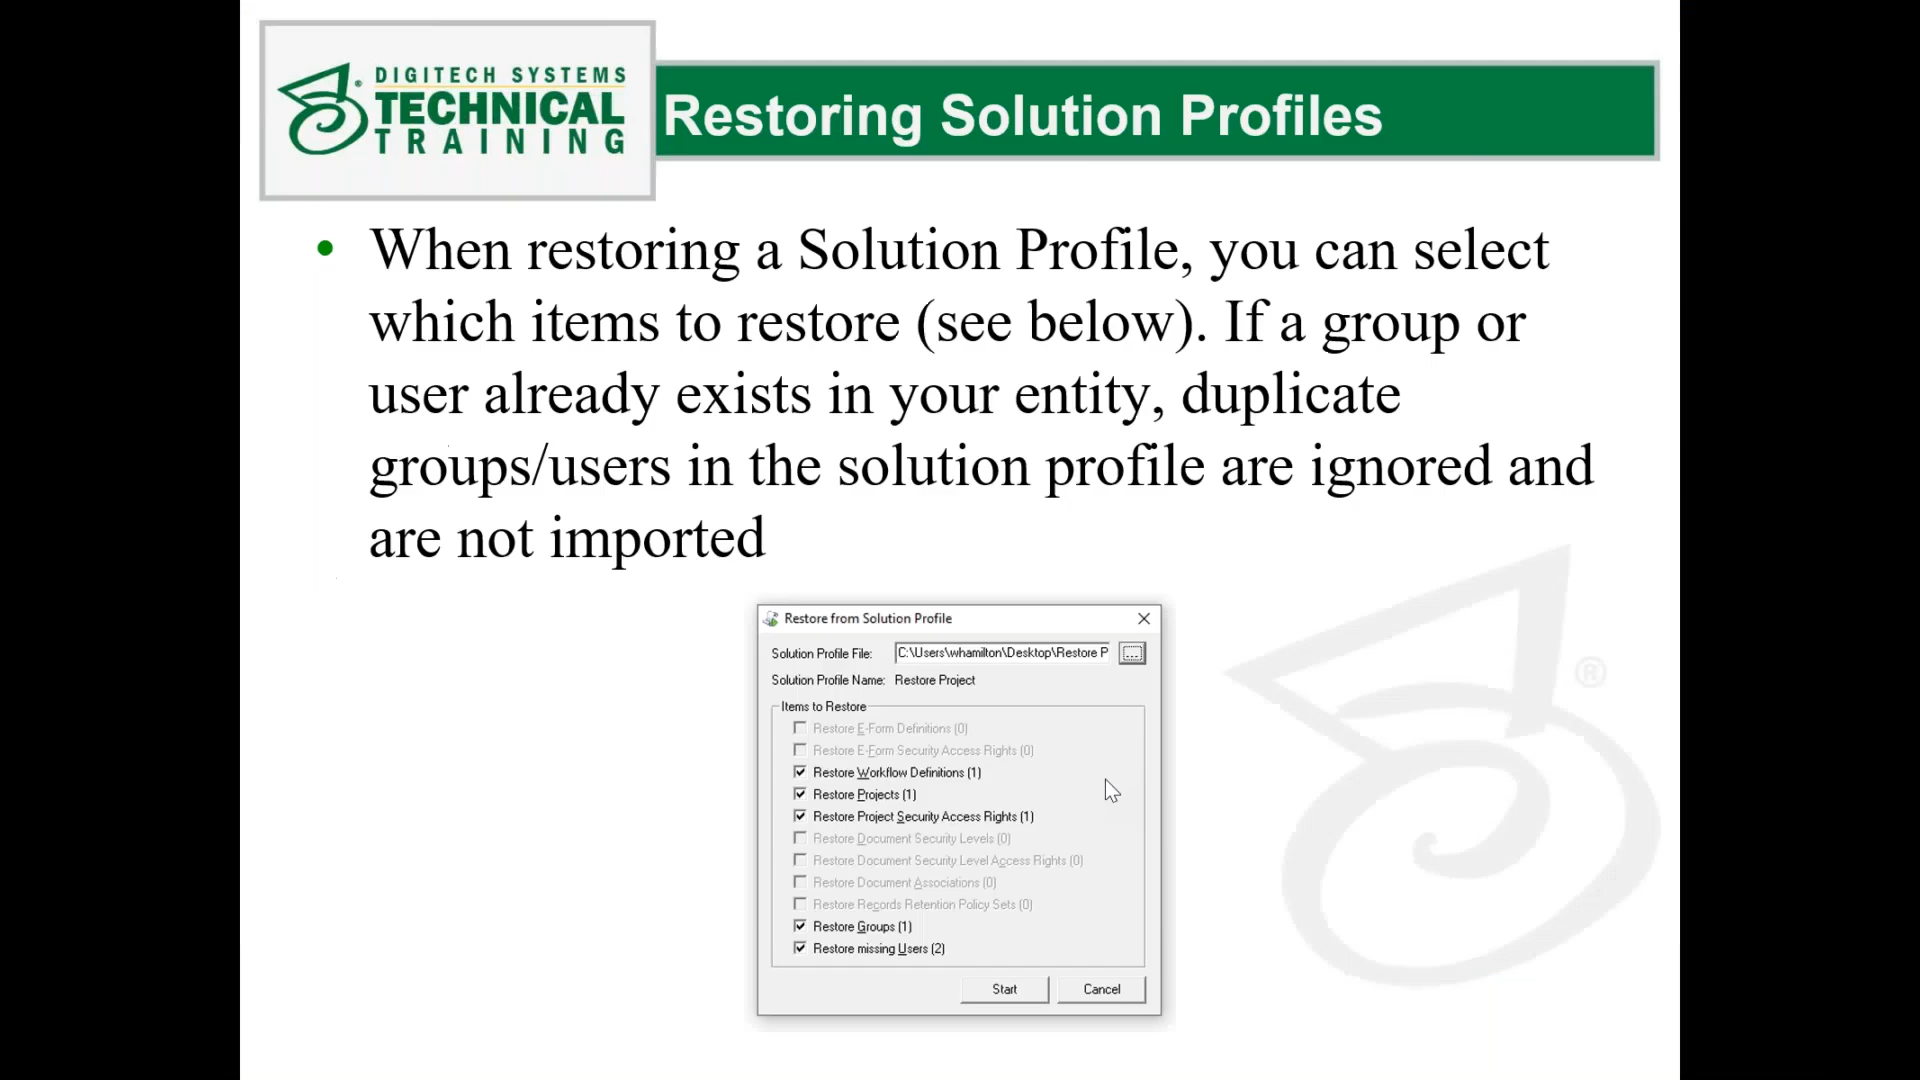 DIGITECH SYSTEMS
TECHNICAL
TRAINING
®
Restoring Solution Profiles
• When restoring a Solution Profile, you can select
which items to restore (see below). If a group or
user already exists in your entity, duplicate
groups/users in the solution profile are ignored and
are not imported
Restore from Solution Profile
Solution Profile File: C:\Users\whamilton\Desktop\Restore P ...
Solution Profile Name: Restore Project
Items to Restore
Restore E-Form Definitions (0)
Restore E-Form Security Access Rights (0)
Restore Workflow Definitions (1)
Restore Projects (1)
Restore Project Security Access Rights (1)
Restore Document Security Levels (0)
Restore Document Security Level Access Rights (0)
Restore Document Associations (0)
Restore Records Retention Policy Sets (0)
Restore Groups (1)
Restore missing Users (2)
Start Cancel
®